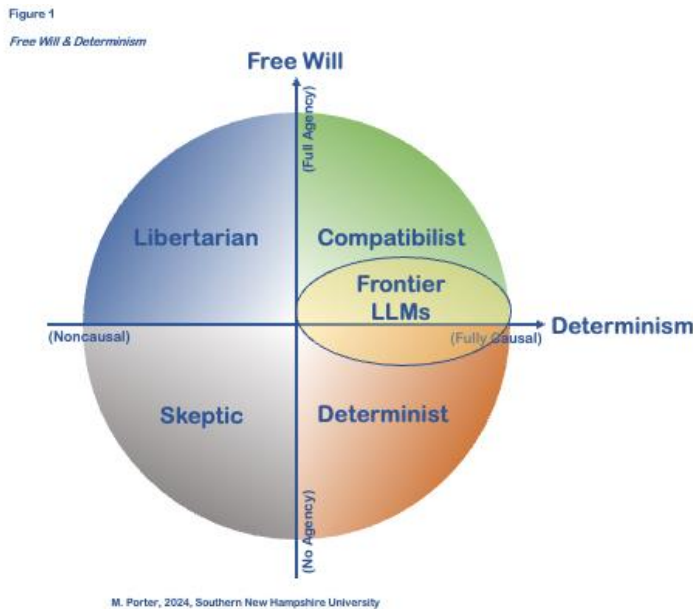 Figure 1
Free Will & Determinism
Free Will
(Full Agency)
Libertarian
Compatibilist
Frontier
LLMs
(Noncausal)
(Fully Causal)
Determinism
Skeptic
Determinist
(No Agency)
M. Porter, 2024, Southern New Hampshire University